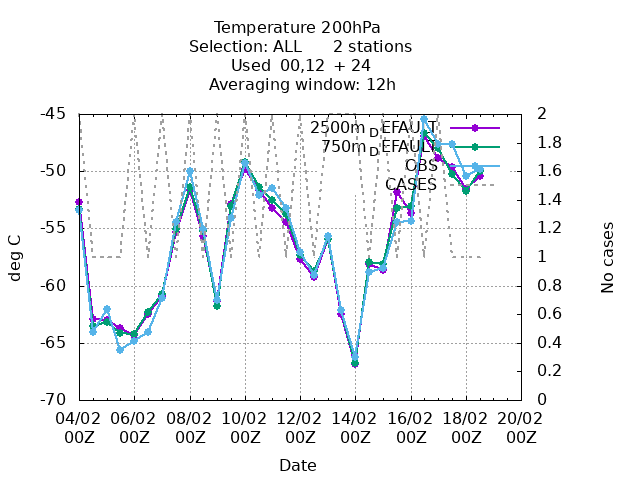 Temperature 200hPa
Selection: ALL 2 stations
Used 00,12 + 24
Averaging window: 12h
-45 2
2500m DEFAULT
1.8
750m DEFAULT
OBS
-50 1.6
CASES
1.4
-55 1.2
deg C 1 No cases
-60 0.8
0.6
-65 0.4
0.2
-70 0
04/02 06/02 08/02 10/02 12/02 14/02 16/02 18/02 20/02
00Z 00Z 00Z 00Z 00Z 00Z 00Z 00Z 00Z
Date